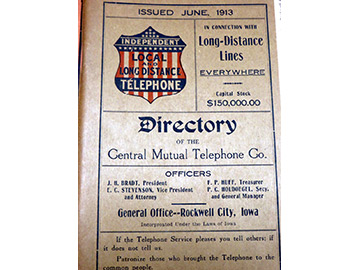 ISSUED JUNE, 1913
INDEPENDENT
LOCAL
AND
LONG DISTANCE
TELEPHONE
IN CONNECTION WITH
Long-Distance
Lines
EVERYWHERE
Capital Stock
$150,000.00
Directory
OF THE
Central Mutual Telephone Co.
OFFICERS
J. H. BRADT, President
E. C. STEVENSON, Vice President
and Attorney
F. P. HUFF, Treasurer
P. C. HOLDOEGEL, Secy.
and General Manager
General Office--Rockwell City, Iowa
Incorporated Under the Laws of Iowa
If the Telephone Service pleases you tell others; if
it does not tell us.
Patronize those who brought the Telephone to the
common people.